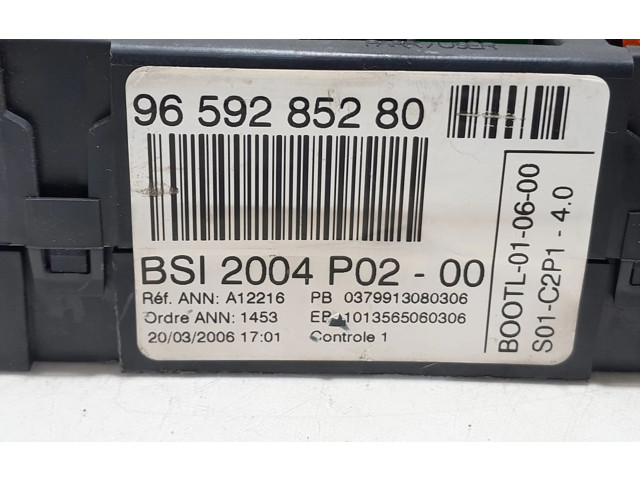 96 592 852 80
BSI 2004 P02 - 00
Réf. ANN: A12216 PB 0379913080306
Ordre ANN: 1453 EP 1013565060306
20/03/2006 17:01 Controle 1
BOOTL-01-06-00
S01-C2P1 - 4.0